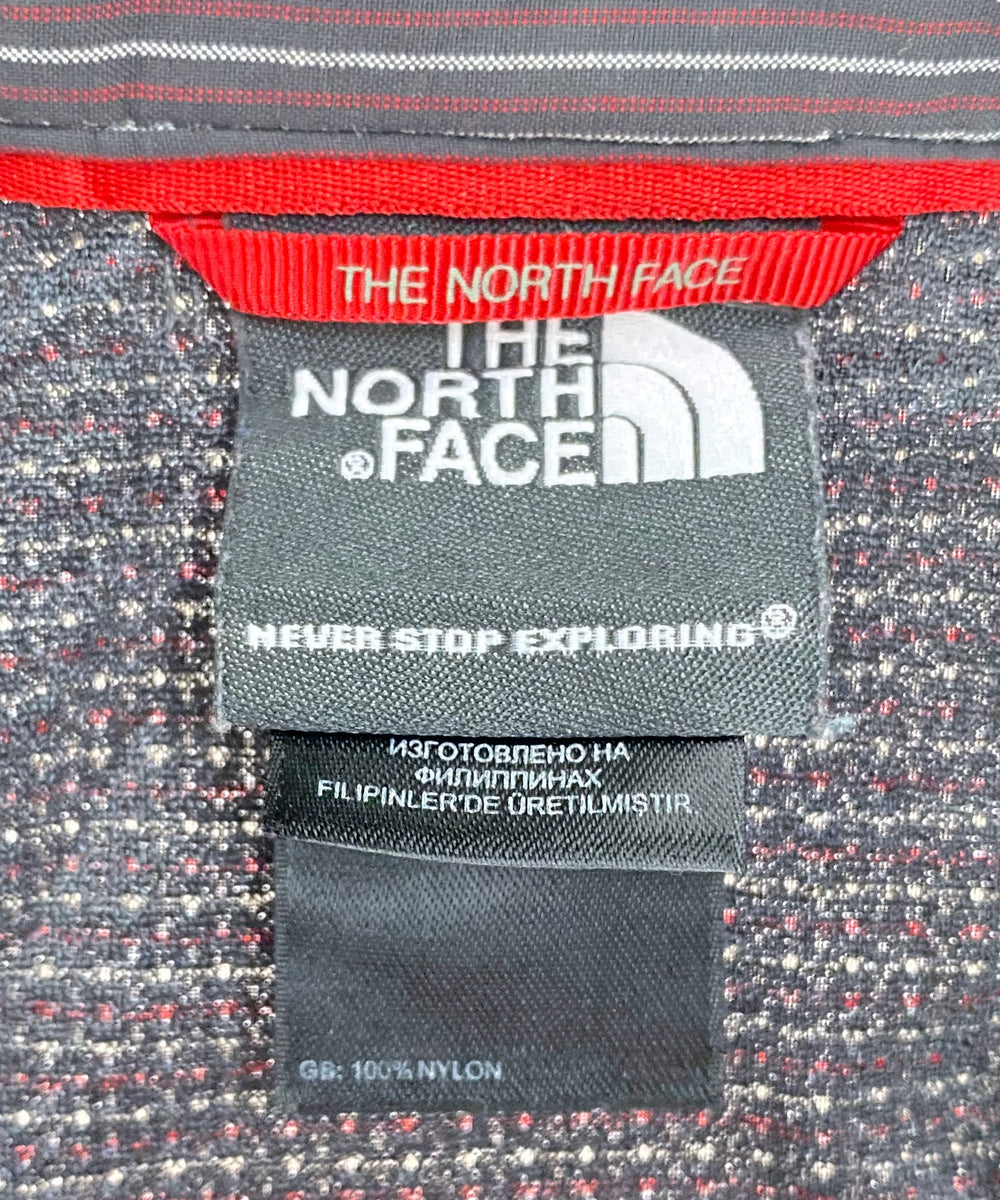 THE NORTH FACE
THE
NORTH
®FACE
NEVER STOP EXPLORING®
ИЗГОТОВЛЕНО НА
ФИЛИППИНАХ
FILIPINLER'DE ÜRETILMIŞTIR
GB: 100% NYLON